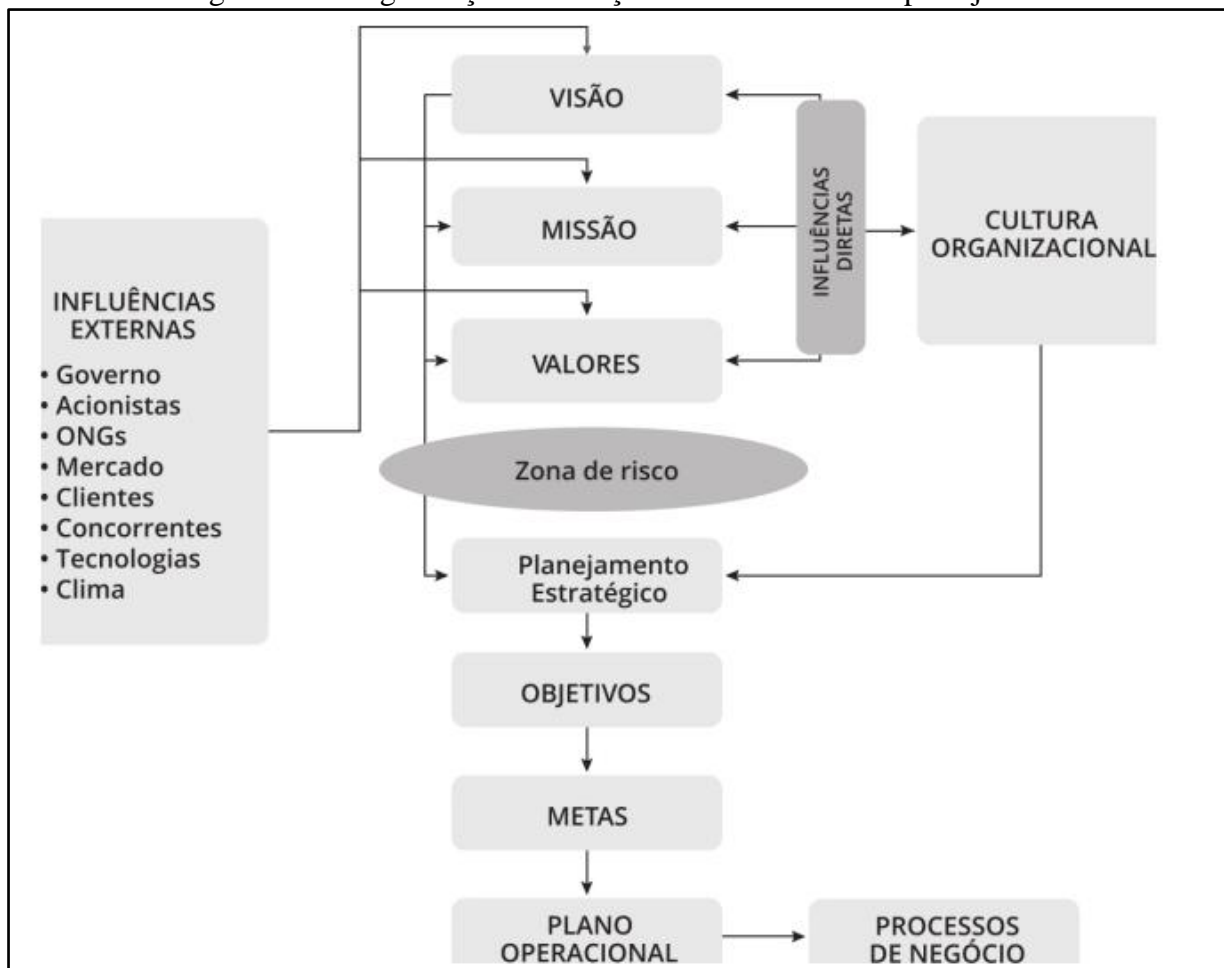 VISÃO
MISSÃO
VALORES
INFLUÊNCIAS
DIRETAS
CULTURA
ORGANIZACIONAL
INFLUÊNCIAS
EXTERNAS
• Governo
• Acionistas
• ONGs
• Mercado
• Clientes
• Concorrentes
• Tecnologias
• Clima
Zona de risco
Planejamento
Estratégico
OBJETIVOS
METAS
PLANO
OPERACIONAL
PROCESSOS
DE NEGÓCIO